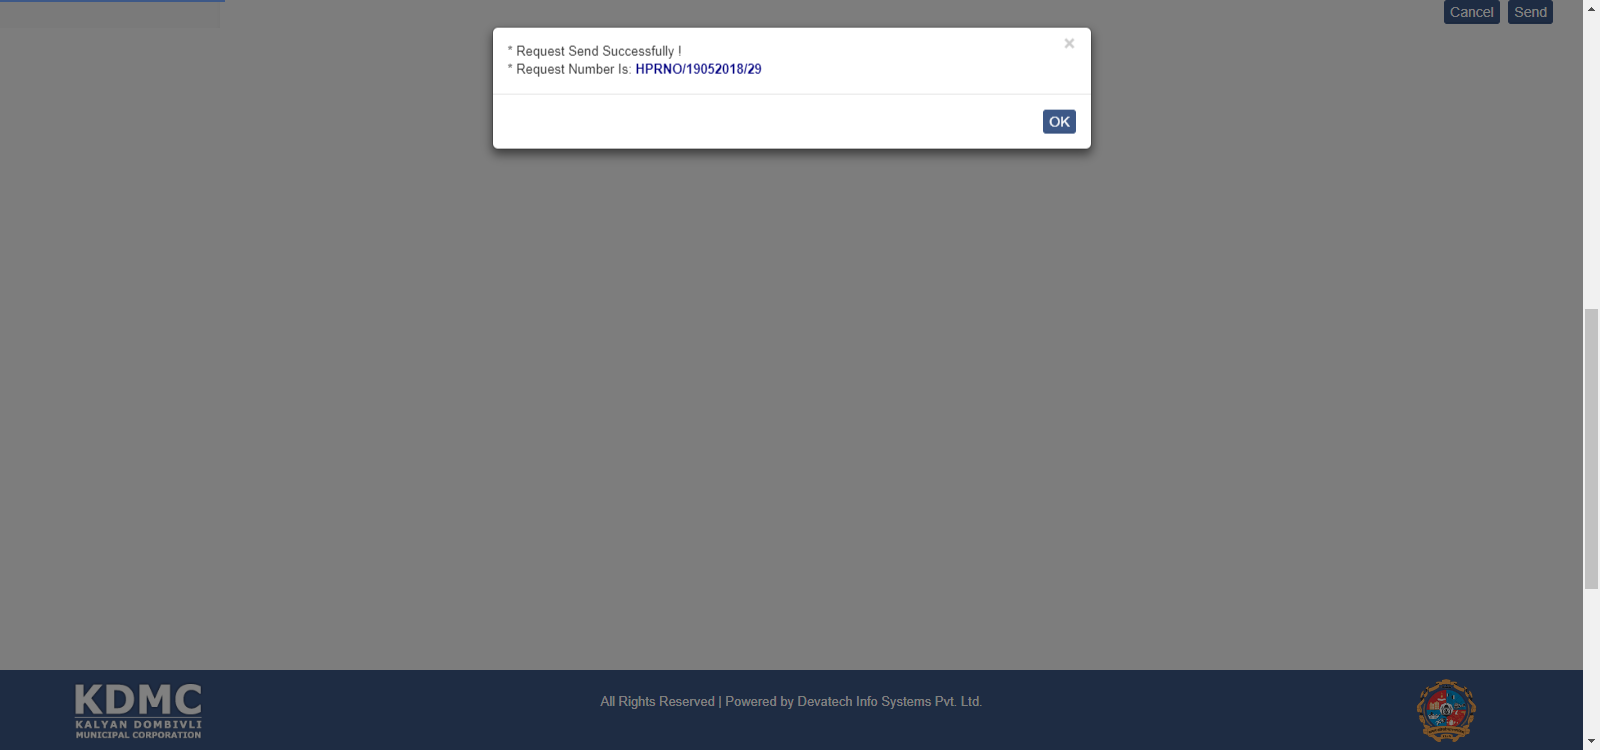 Cancel Send
×
* Request Send Successfully !
* Request Number Is: HPRNO/19052018/29
OK
KDMC
KALYAN DOMBIVLI
MUNICIPAL CORPORATION
All Rights Reserved | Powered by Devatech Info Systems Pvt. Ltd.